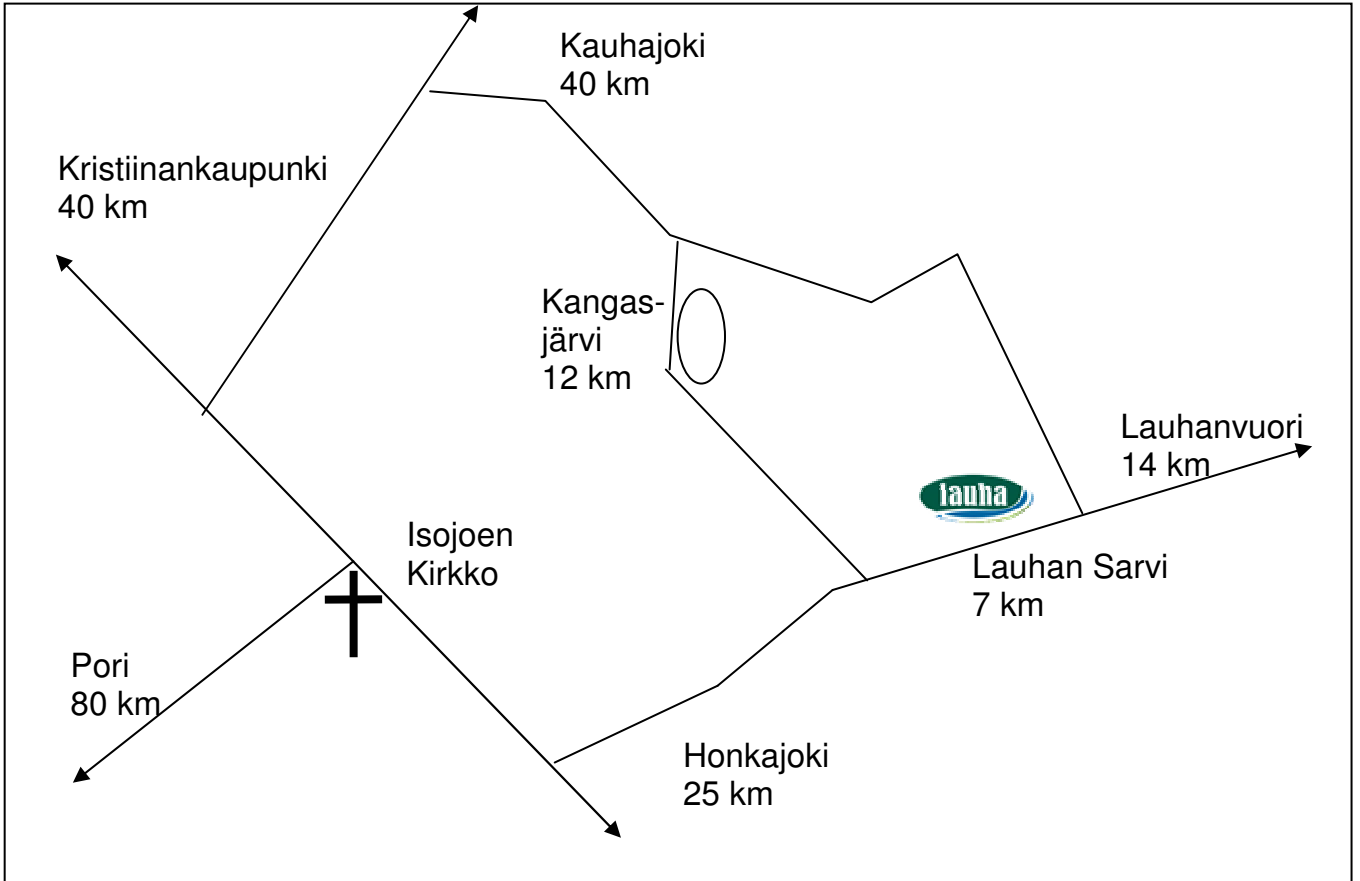 Kauhajoki
40 km
Kristiinankaupunki
40 km
Kangas-
järvi
12 km
Lauhanvuori
14 km
lauha
Isojoen
Kirkko
Lauhan Sarvi
7 km
Pori
80 km
Honkajoki
25 km